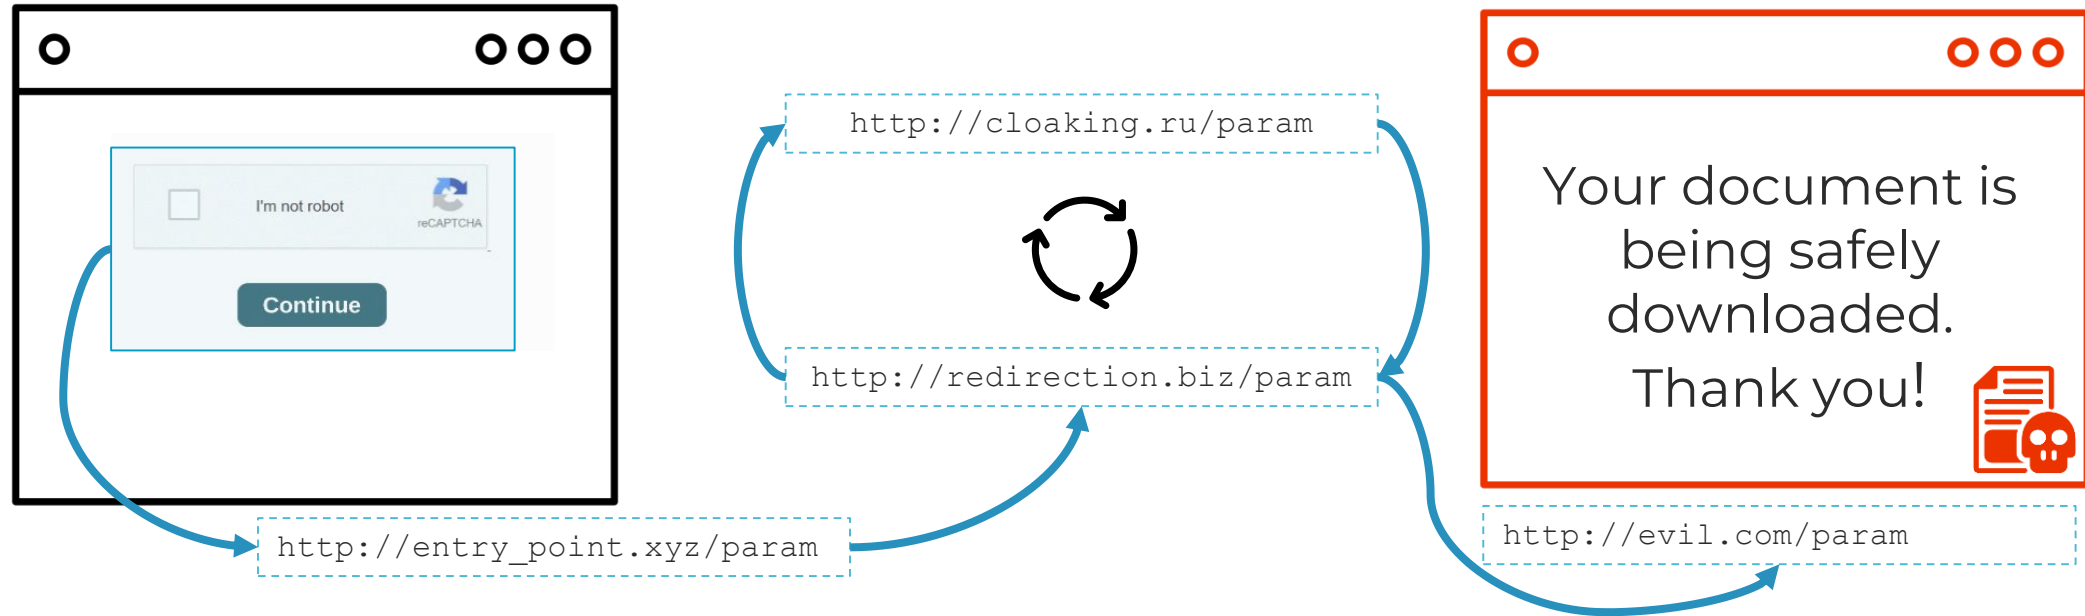 I'm not robot
reCAPTCHA
Continue
http://entry_point.xyz/param
http://cloaking.ru/param
http://redirection.biz/param
Your document is
being safely
downloaded.
Thank you!
http://evil.com/param